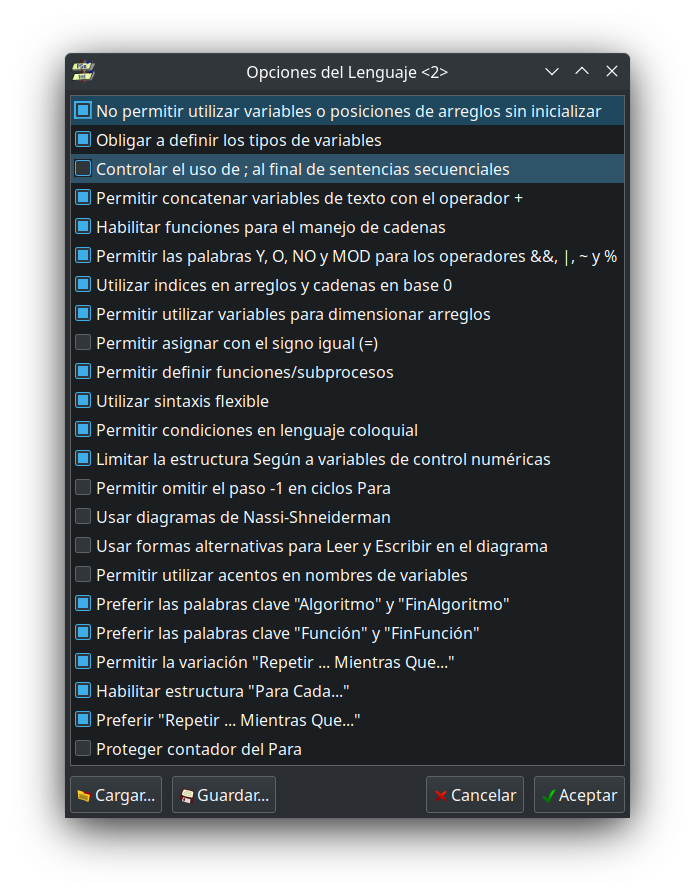 Opciones del Lenguaje <2>
No permitir utilizar variables o posiciones de arreglos sin inicializar
Obligar a definir los tipos de variables
Controlar el uso de ; al final de sentencias secuenciales
Permitir concatenar variables de texto con el operador +
Habilitar funciones para el manejo de cadenas
Permitir las palabras Y, O, NO y MOD para los operadores &&, |, ~ y %
Utilizar indices en arreglos y cadenas en base 0
Permitir utilizar variables para dimensionar arreglos
Permitir asignar con el signo igual (=)
Permitir definir funciones/subprocesos
Utilizar sintaxis flexible
Permitir condiciones en lenguaje coloquial
Limitar la estructura Según a variables de control numéricas
Permitir omitir el paso -1 en ciclos Para
Usar diagramas de Nassi-Shneiderman
Usar formas alternativas para Leer y Escribir en el diagrama
Permitir utilizar acentos en nombres de variables
Preferir las palabras clave "Algoritmo" y "FinAlgoritmo"
Preferir las palabras clave "Función" y "FinFunción"
Permitir la variación "Repetir ... Mientras Que..."
Habilitar estructura "Para Cada..."
Preferir "Repetir ... Mientras Que..."
Proteger contador del Para
Cargar... Guardar... Cancelar Aceptar